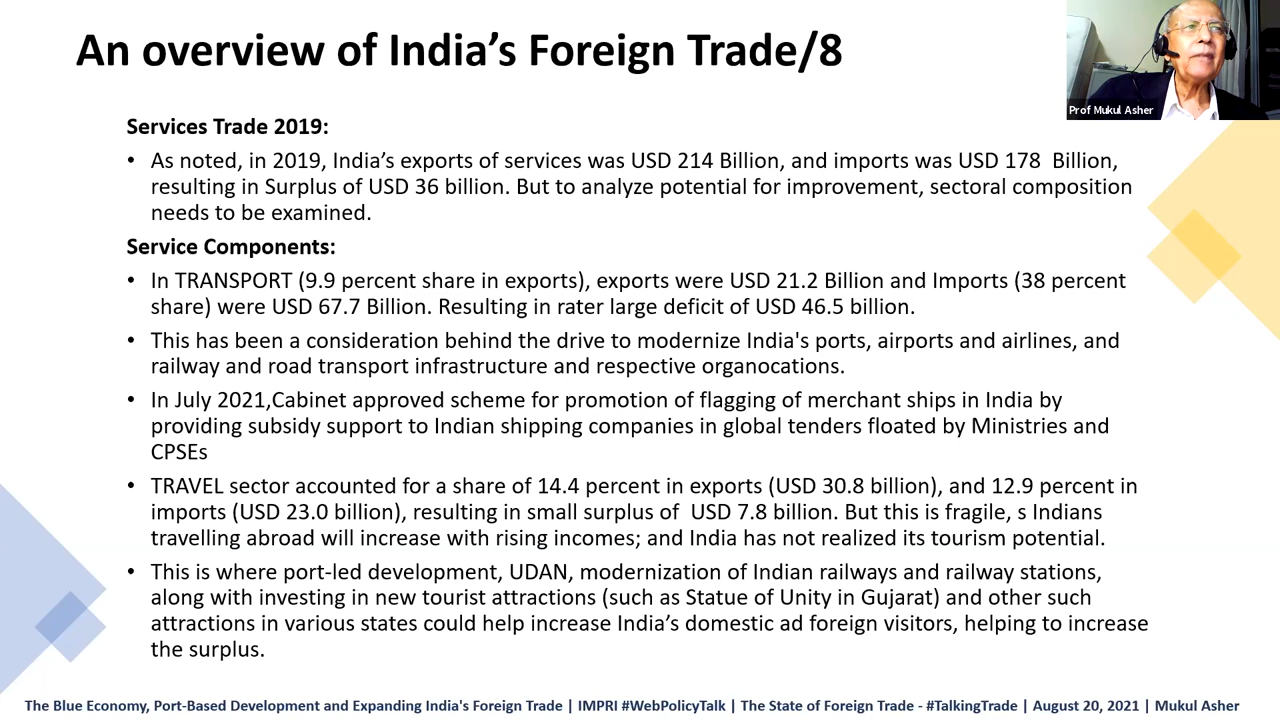 An overview of India’s Foreign Trade/8
Prof Mukul Asher
Services Trade 2019:
• As noted, in 2019, India’s exports of services was USD 214 Billion, and imports was USD 178  Billion,
resulting in Surplus of USD 36 billion. But to analyze potential for improvement, sectoral composition
needs to be examined.
Service Components:
• In TRANSPORT (9.9 percent share in exports), exports were USD 21.2 Billion and Imports (38 percent
share) were USD 67.7 Billion. Resulting in rater large deficit of USD 46.5 billion.
• This has been a consideration behind the drive to modernize India's ports, airports and airlines, and
railway and road transport infrastructure and respective organocations.
• In July 2021,Cabinet approved scheme for promotion of flagging of merchant ships in India by
providing subsidy support to Indian shipping companies in global tenders floated by Ministries and
CPSEs
• TRAVEL sector accounted for a share of 14.4 percent in exports (USD 30.8 billion), and 12.9 percent in
imports (USD 23.0 billion), resulting in small surplus of  USD 7.8 billion. But this is fragile, s Indians
travelling abroad will increase with rising incomes; and India has not realized its tourism potential.
• This is where port-led development, UDAN, modernization of Indian railways and railway stations,
along with investing in new tourist attractions (such as Statue of Unity in Gujarat) and other such
attractions in various states could help increase India’s domestic ad foreign visitors, helping to increase
the surplus.
The Blue Economy, Port-Based Development and Expanding India's Foreign Trade | IMPRI #WebPolicyTalk | The State of Foreign Trade - #TalkingTrade | August 20, 2021 | Mukul Asher